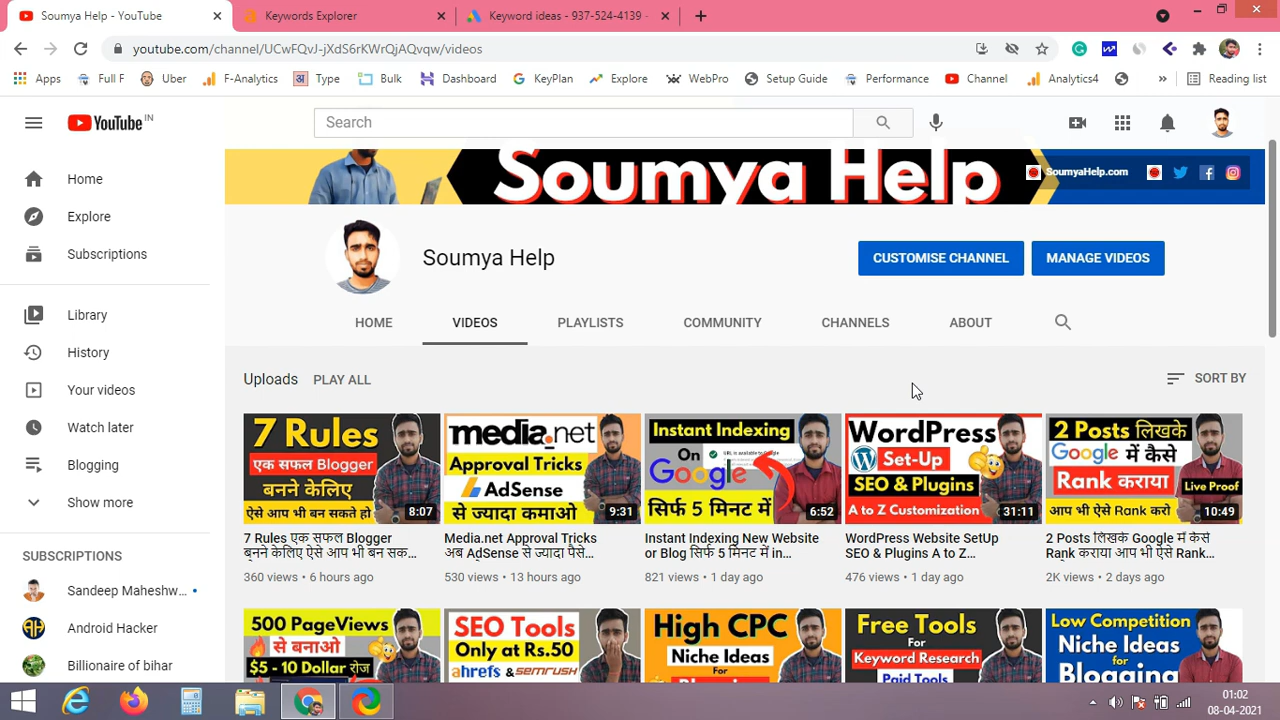 Soumya Help - YouTube
Keywords Explorer
Keyword ideas - 937-524-4139 -
youtube.com/channel/UCwFQvJ-jXdS6rKWrQjAQvqw/videos
Apps
Full F
Uber
F-Analytics
Type
Bulk
Dashboard
KeyPlan
Explore
WebPro
Setup Guide
Performance
Channel
Analytics4
Reading list
YouTube IN
Search
Soumya Help
SoumyaHelp.com
Home
Explore
Subscriptions
Library
History
Your videos
Watch later
Blogging
Show more
SUBSCRIPTIONS
Sandeep Maheshw...
Android Hacker
Billionaire of bihar
Soumya Help
CUSTOMISE CHANNEL
MANAGE VIDEOS
HOME
VIDEOS
PLAYLISTS
COMMUNITY
CHANNELS
ABOUT
Uploads
PLAY ALL
SORT BY
7 Rules
एक सफल Blogger
बनने केलिए
ऐसे आप भी बन सकते हो
8:07
7 Rules एक सफल Blogger
बनने केलिए ऐसे आप भी बन सक...
360 views • 6 hours ago
media.net
Approval Tricks
AdSense
से ज्यादा कमाओ
9:31
Media.net Approval Tricks
अब AdSense से ज्यादा पैसे...
530 views • 13 hours ago
Instant Indexing
On
URL is available to Google
Google
सिर्फ 5 मिनट में
6:52
Instant Indexing New Website
or Blog सिर्फ 5 मिनट में in...
821 views • 1 day ago
WordPress
Set-Up
SEO & Plugins
A to Z Customization
31:11
WordPress Website SetUp
SEO & Plugins A to Z...
476 views • 1 day ago
2 Posts लिखके
Google में कैसे
Rank कराया
Live Proof
ऐसे आप भी Rank करो
10:49
2 Posts लिखके Google में कैसे
Rank कराया आप भी ऐसे Rank...
2K views • 2 days ago
500 PageViews
से बनाओ
$5 - 10 Dollar रोज
SEO Tools
Only at Rs.50
ahrefs
semrush
High CPC
Niche Ideas
For
Blogging
Free Tools
For
Keyword Research
Paid Tools
Low Competition
Niche Ideas
for
Blogging
01:02
08-04-2021